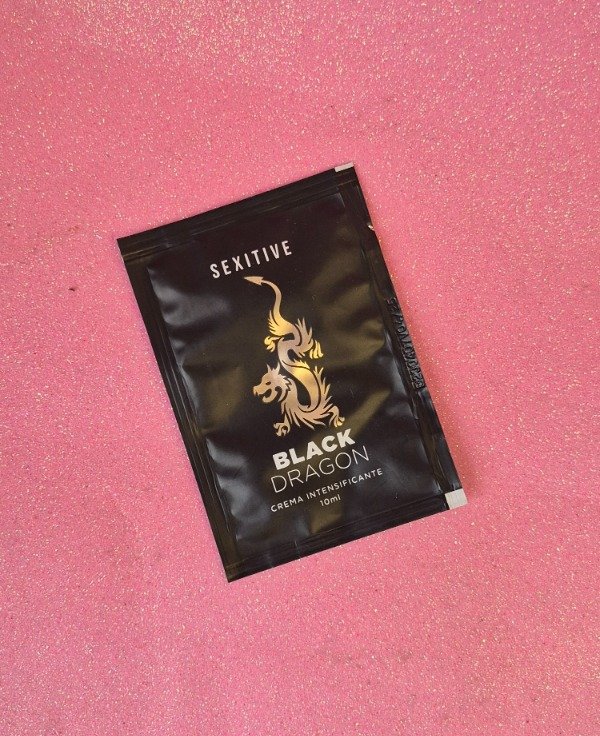 SEXITIVE
BLACK
DRAGON
CREMA INTENSIFICANTE
10ml